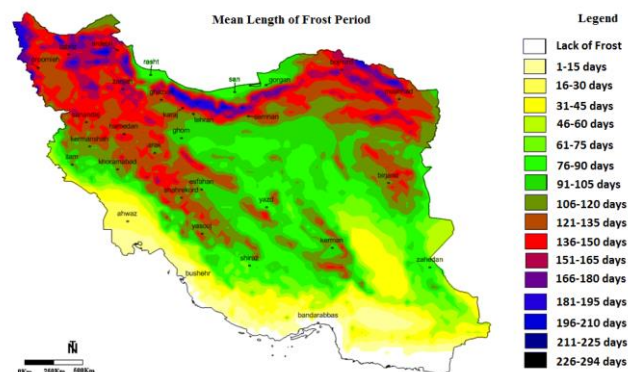 Mean Length of Frost Period
Legend
Lack of Frost
1-15 days
16-30 days
31-45 days
46-60 days
61-75 days
76-90 days
91-105 days
106-120 days
121-135 days
136-150 days
151-165 days
166-180 days
181-195 days
196-210 days
211-225 days
226-294 days
rasht
sari
gorgan
karaj
tehran
semnan
ghom
hamedan
kermanshah
arak
ilam
khoramabad
esfahan
shahrekord
birjand
yazd
ahwaz
yasouj
kerman
shiraz
zahedan
bushehr
bandarabbas
N